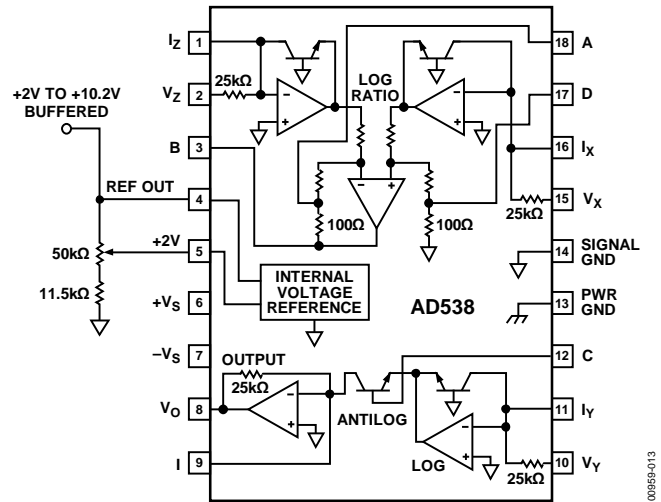 I_Z 1
V_Z 2
25kΩ
+2V TO +10.2V
BUFFERED
B 3
REF OUT
4
+2V
5
50kΩ
11.5kΩ
+V_S 6
–V_S 7
V_O 8
I 9
LOG
RATIO
100Ω
100Ω
INTERNAL
VOLTAGE
REFERENCE
AD538
OUTPUT
25kΩ
ANTILOG
LOG
25kΩ
25kΩ
18 A
17 D
16 I_X
15 V_X
14 SIGNAL
GND
13 PWR
GND
12 C
11 I_Y
10 V_Y
00959-013